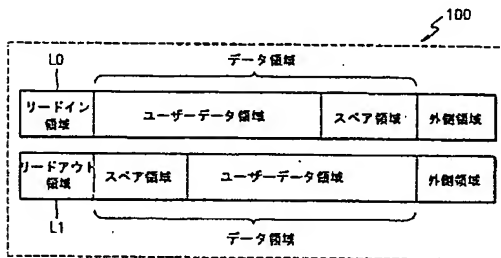 100
L0
データ領域
リードイン領域
ユーザーデータ領域
スペア領域
外側領域
リードアウト領域
スペア領域
ユーザーデータ領域
外側領域
L1
データ領域